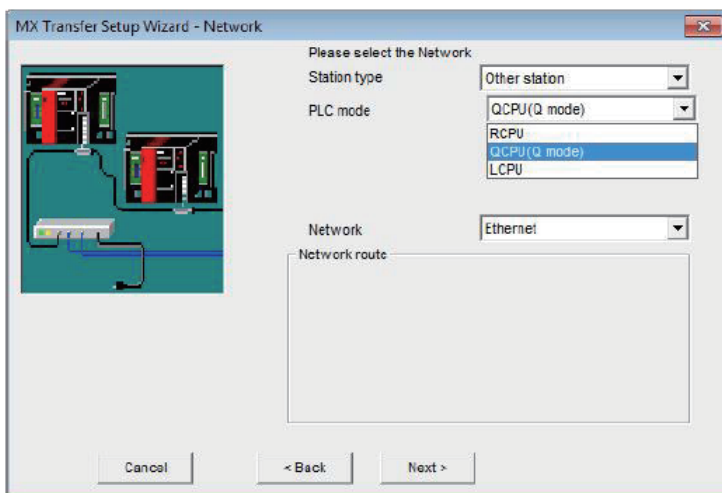 MX Transfer Setup Wizard - Network
Please select the Network
Station type Other station
PLC mode QCPU(Q mode)
RCPU
QCPU(Q mode)
LCPU
Network Ethernet
Network route
Cancel < Back Next >